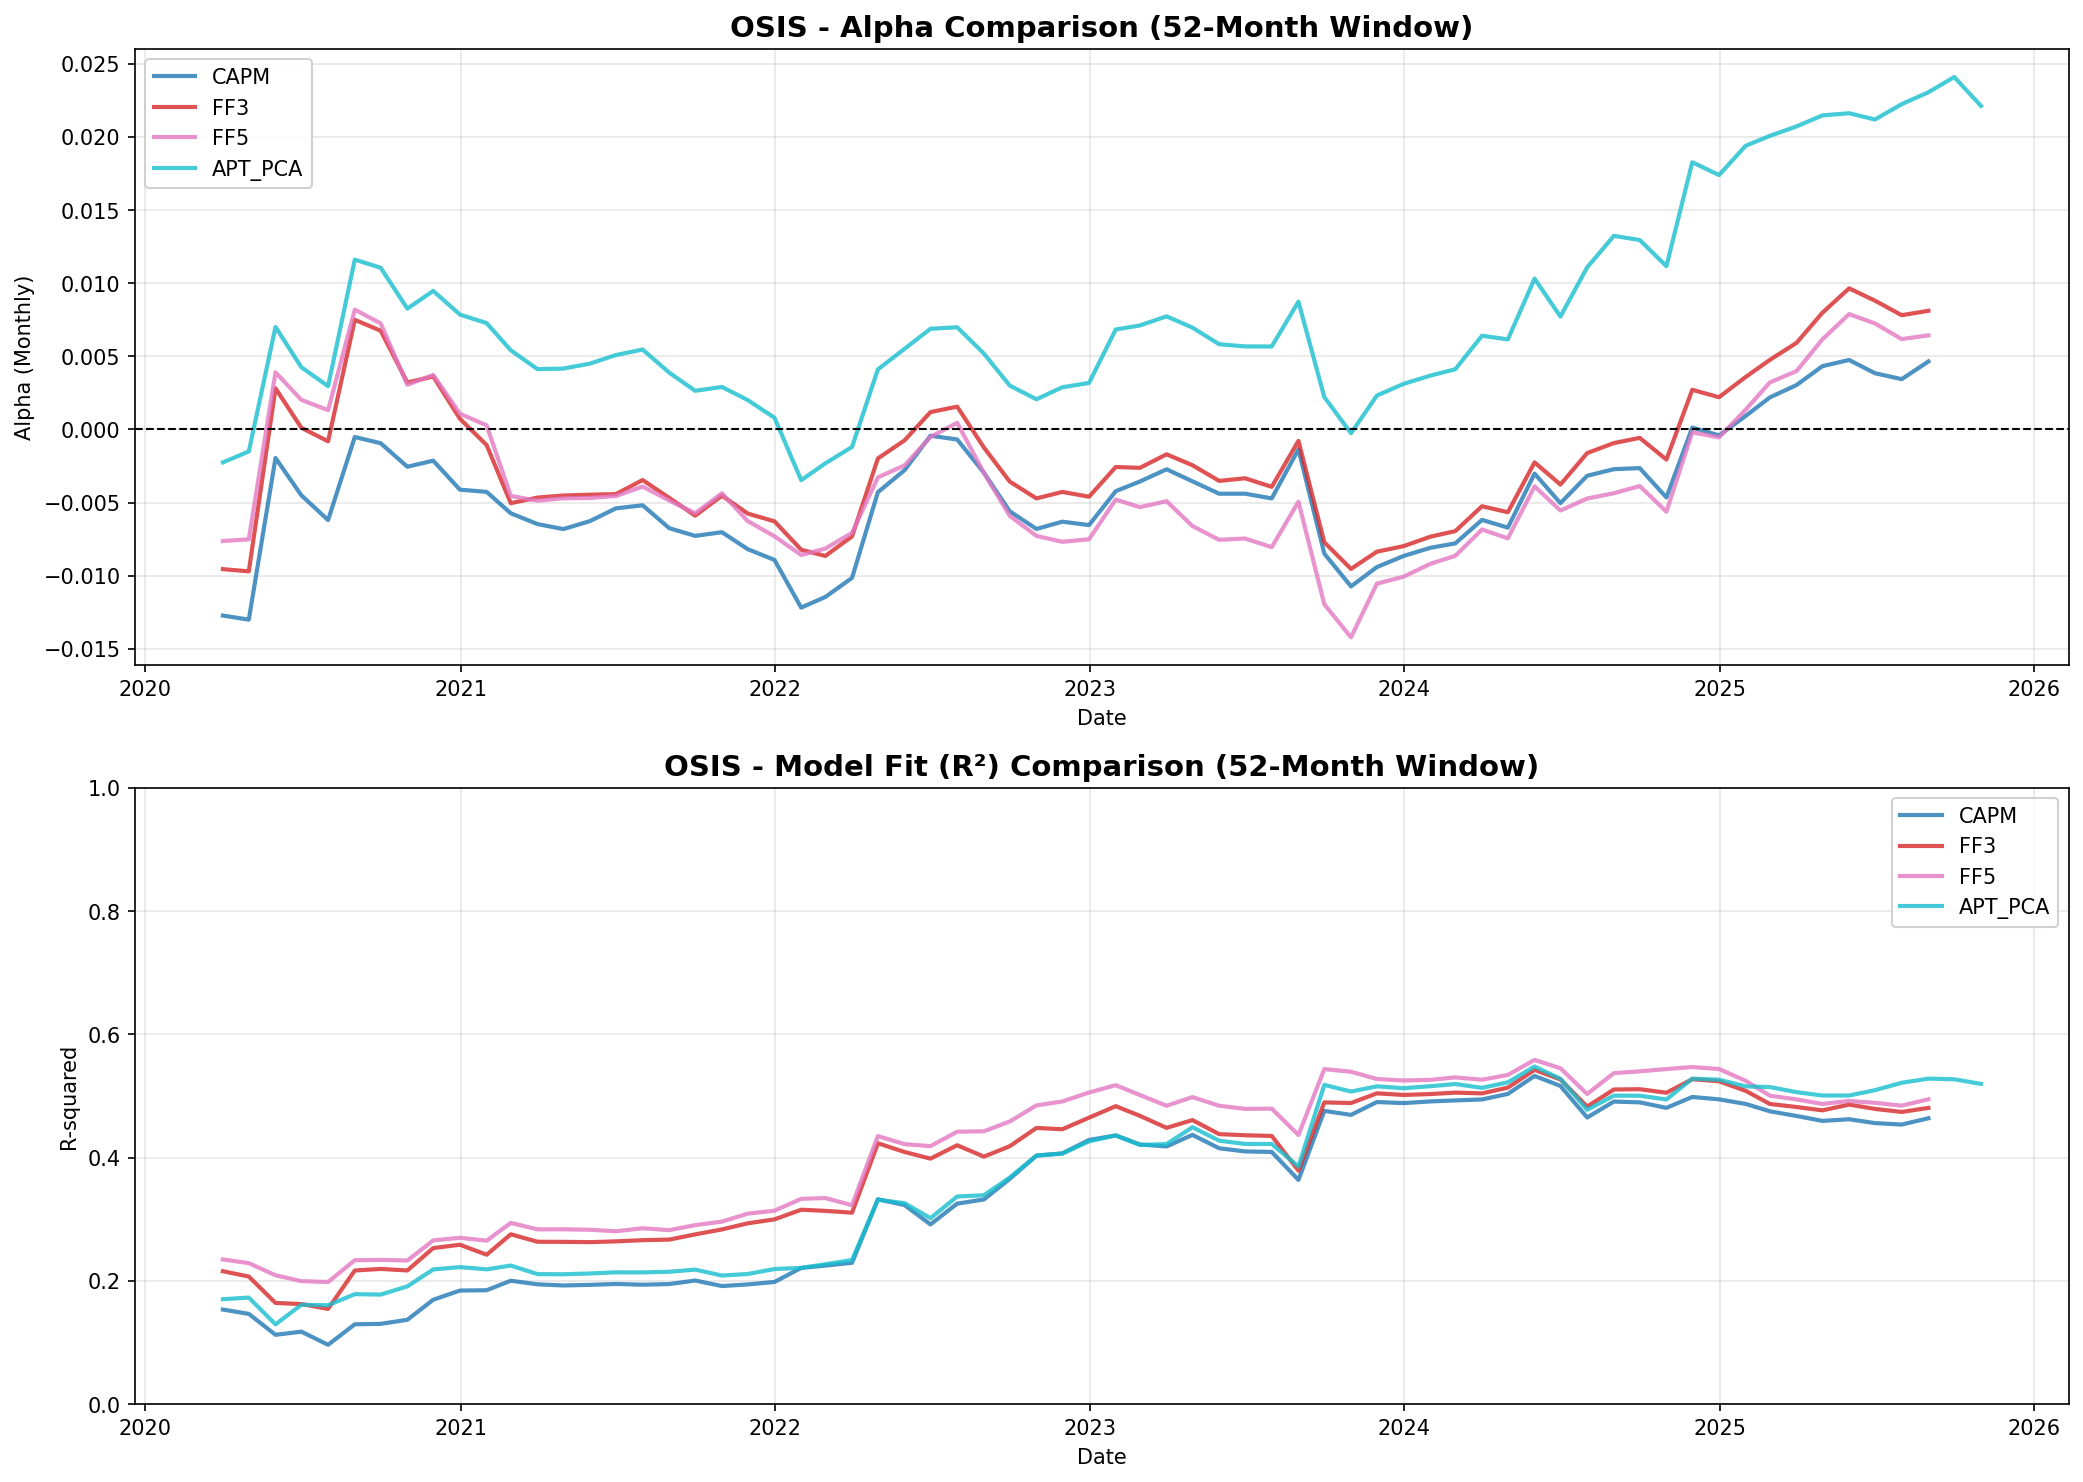 OSIS - Alpha Comparison (52-Month Window)
CAPM
FF3
FF5
APT_PCA
Alpha (Monthly)
0.025
0.020
0.015
0.010
0.005
0.000
−0.005
−0.010
−0.015
2020 2021 2022 2023 2024 2025 2026
Date
OSIS - Model Fit (R²) Comparison (52-Month Window)
CAPM
FF3
FF5
APT_PCA
R-squared
1.0
0.8
0.6
0.4
0.2
0.0
2020 2021 2022 2023 2024 2025 2026
Date